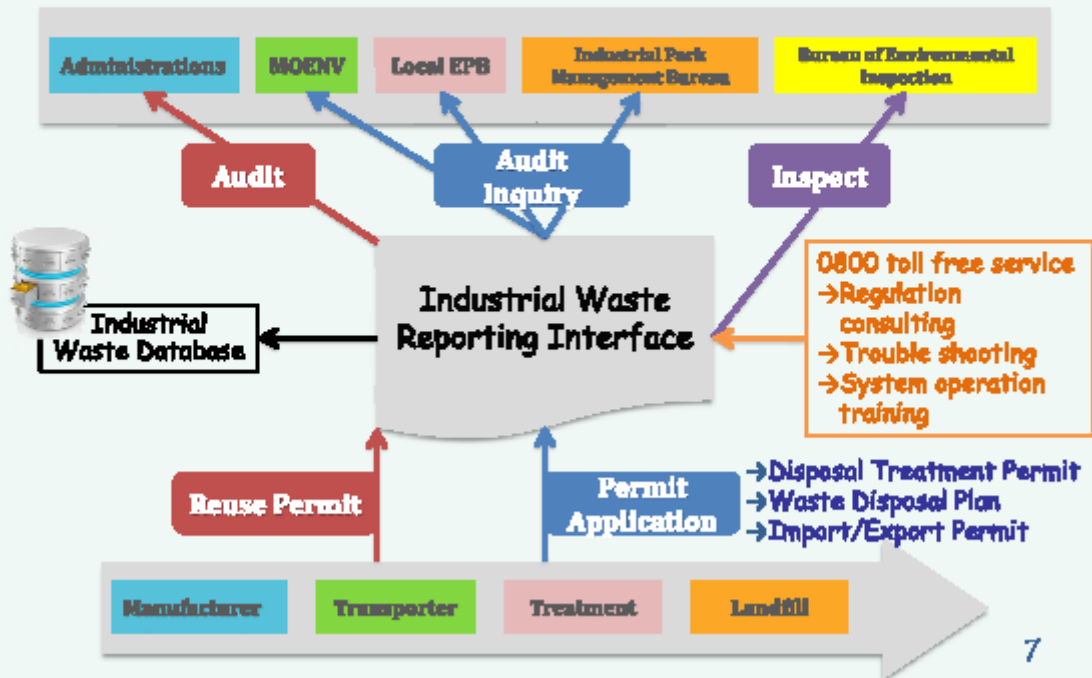 Administrations
MOENV
Local EPB
Industrial Park
Management Bureau
Bureau of Environmental
Inspection
Audit
Audit
Inquiry
Inspect
Industrial
Waste Database
Industrial Waste
Reporting Interface
0800 toll free service
→Regulation
consulting
→Trouble shooting
→System operation
training
Reuse Permit
Permit
Application
→Disposal Treatment Permit
→Waste Disposal Plan
→Import/Export Permit
Manufacturer
Transporter
Treatment
Landfill
7